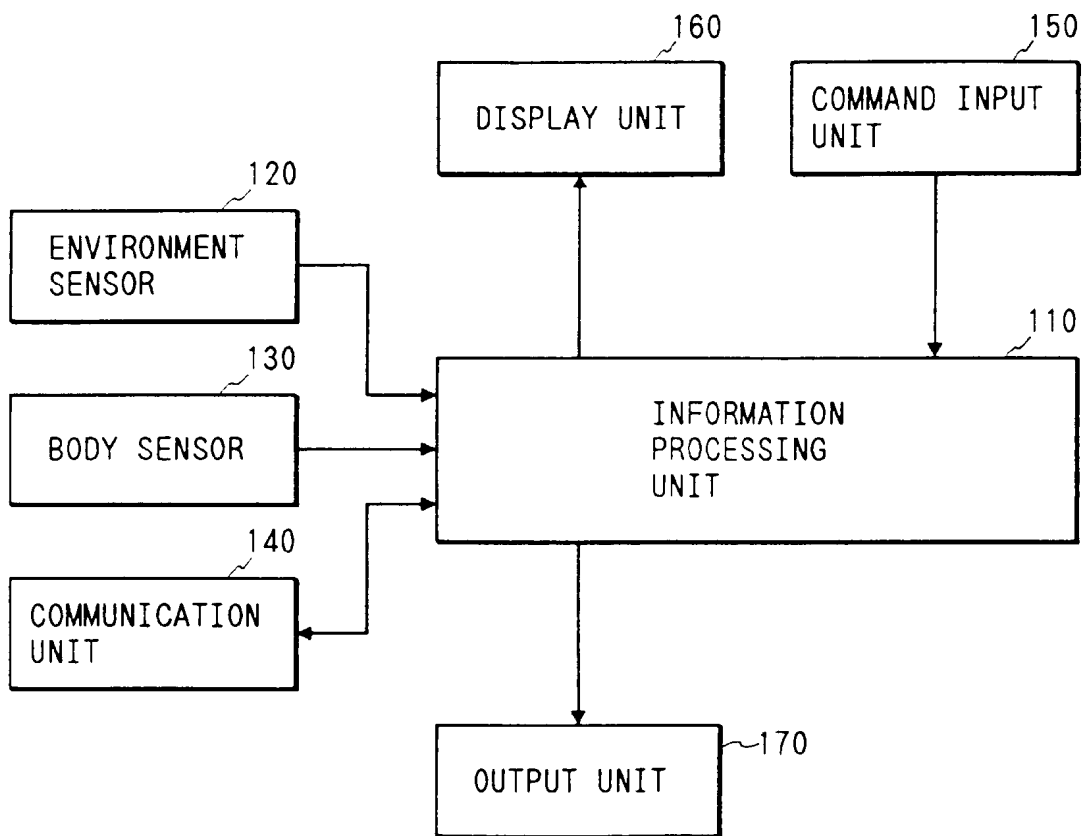 160
150
DISPLAY UNIT
COMMAND INPUT
UNIT
120
ENVIRONMENT
SENSOR
130
110
BODY SENSOR
INFORMATION
PROCESSING
UNIT
140
COMMUNICATION
UNIT
170
OUTPUT UNIT